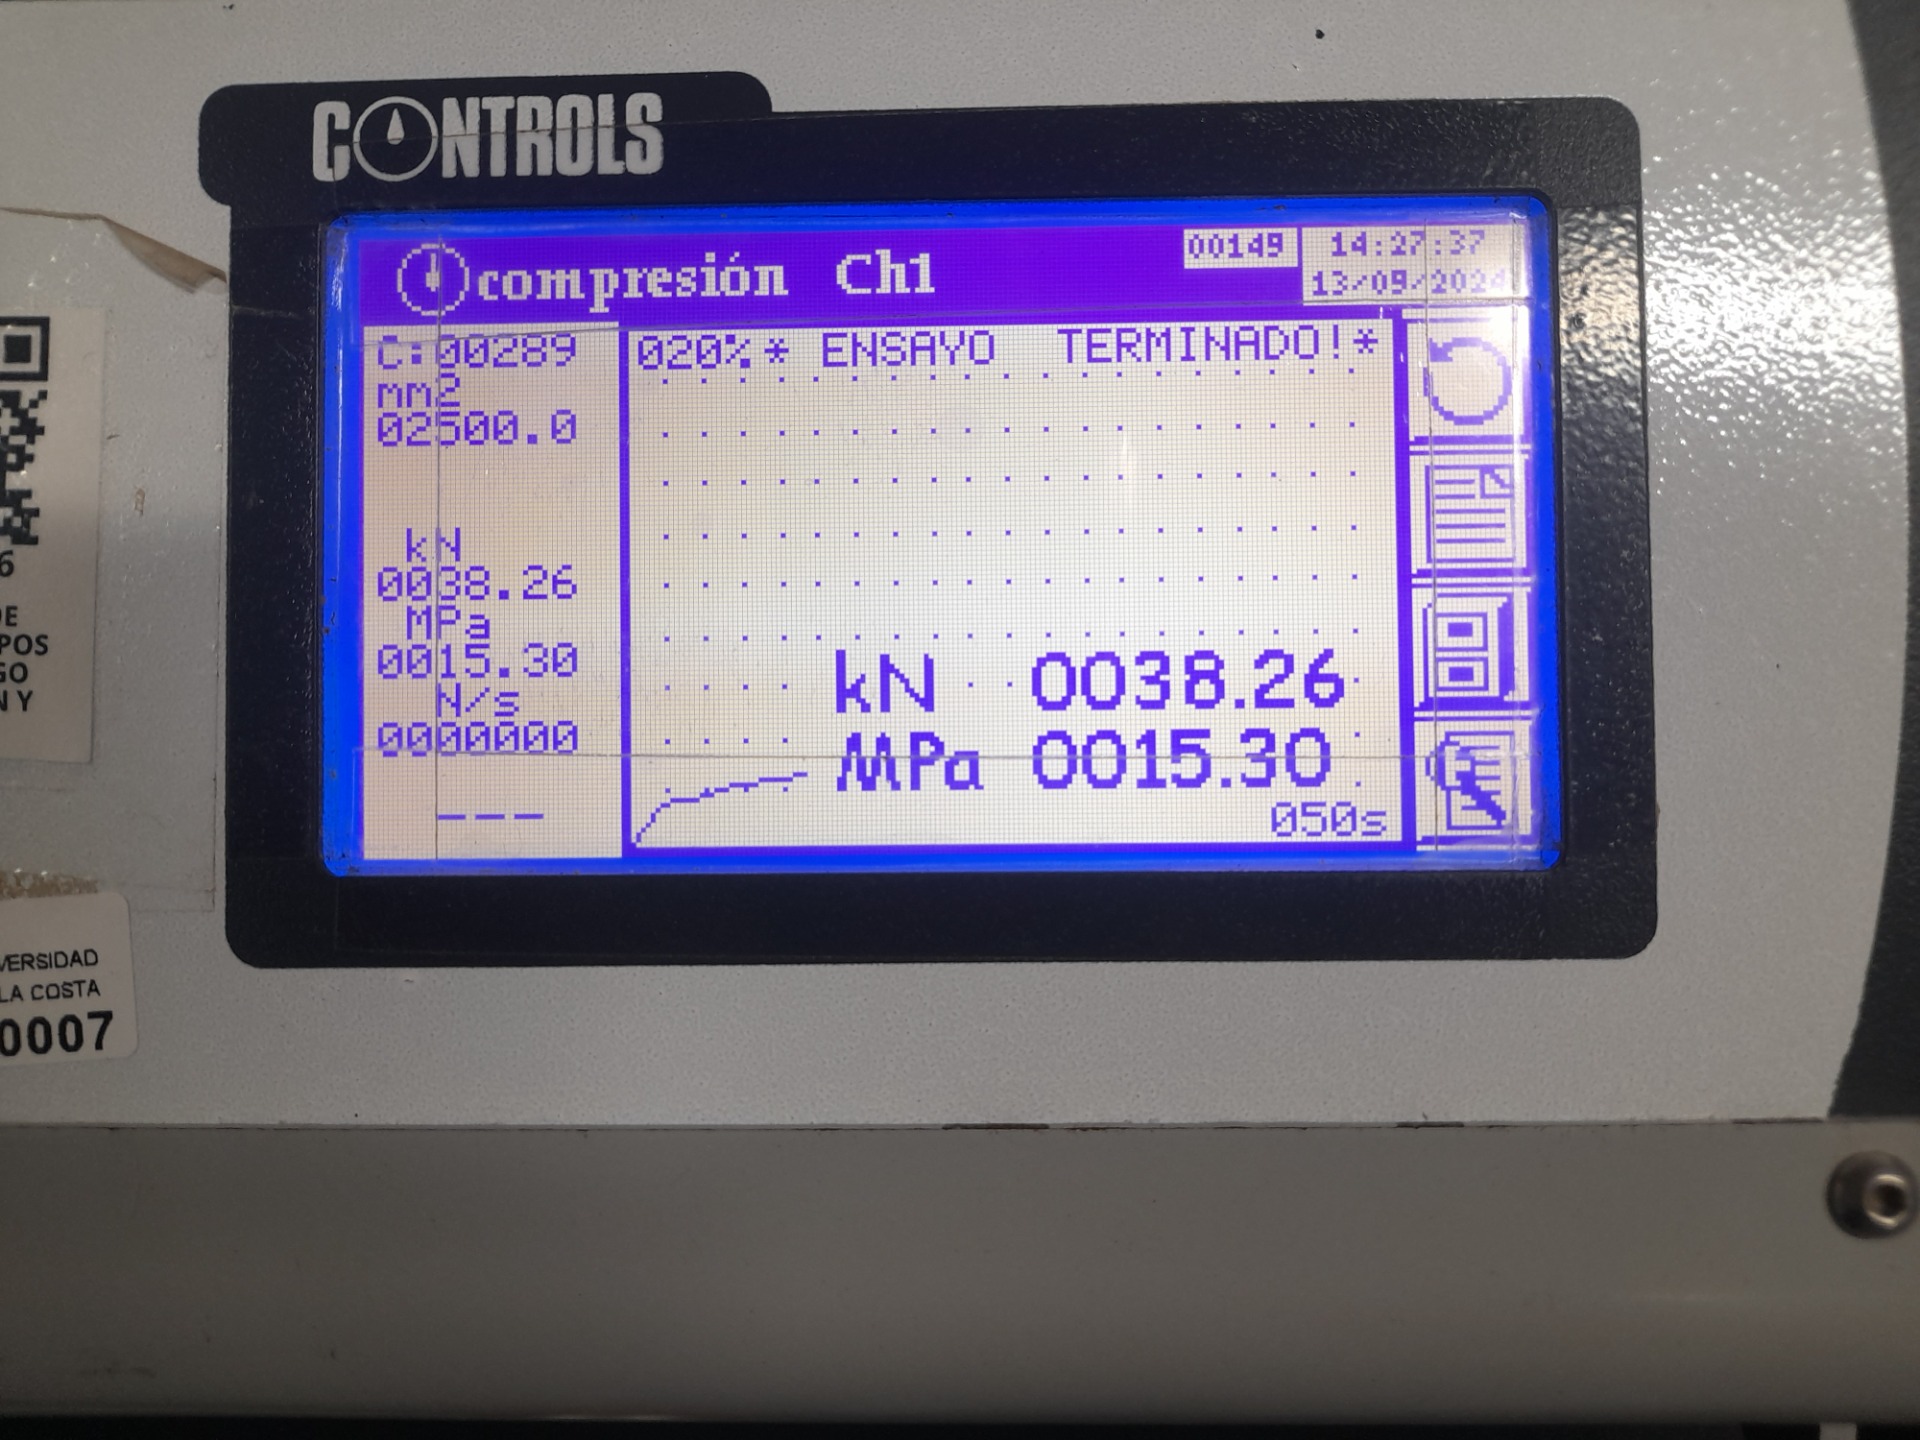 CONTROLS
compresión Ch1
00149
14:27:37
13/09/2024
C:00289
mm2
02500.0
kN
0038.26
MPa
0015.30
N/s
0000000
---
020%* ENSAYO TERMINADO!*
kN 0038.26
MPa 0015.30
050s
6
DE
POS
GO
N Y
VERSIDAD
LA COSTA
0007